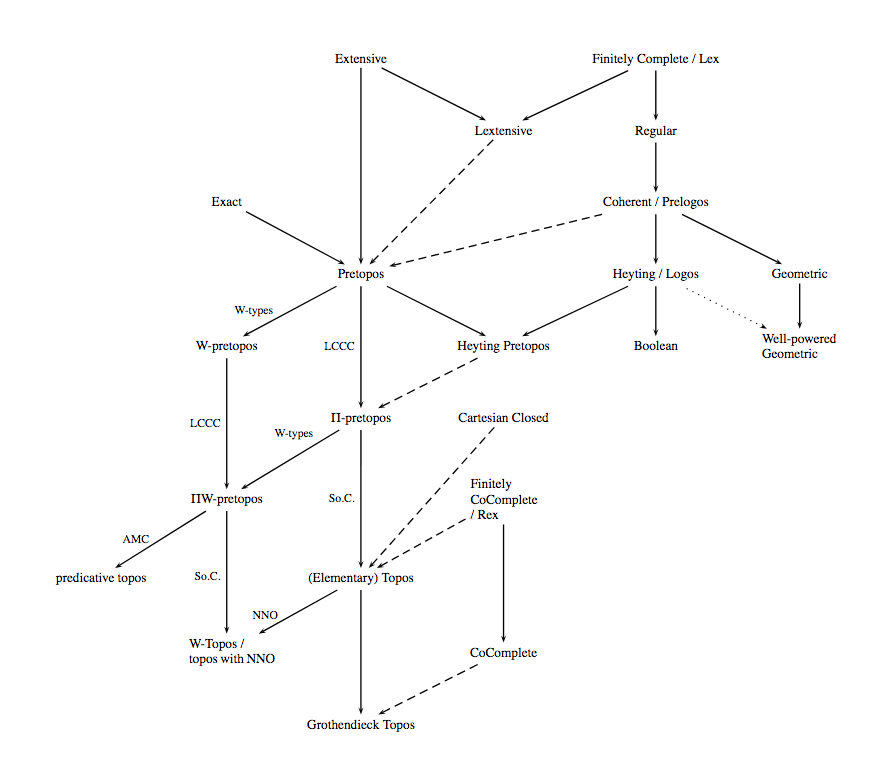 Extensive
Finitely Complete / Lex
Lextensive
Regular
Exact
Coherent / Prelogos
Pretopos
Heyting / Logos
Geometric
W-types
W-pretopos
LCCC
Heyting Pretopos
Boolean
Well-powered
Geometric
Π-pretopos
Cartesian Closed
LCCC
W-types
Finitely
CoComplete
/ Rex
ΠW-pretopos
So.C.
AMC
predicative topos
So.C.
(Elementary) Topos
NNO
W-Topos /
topos with NNO
CoComplete
Grothendieck Topos